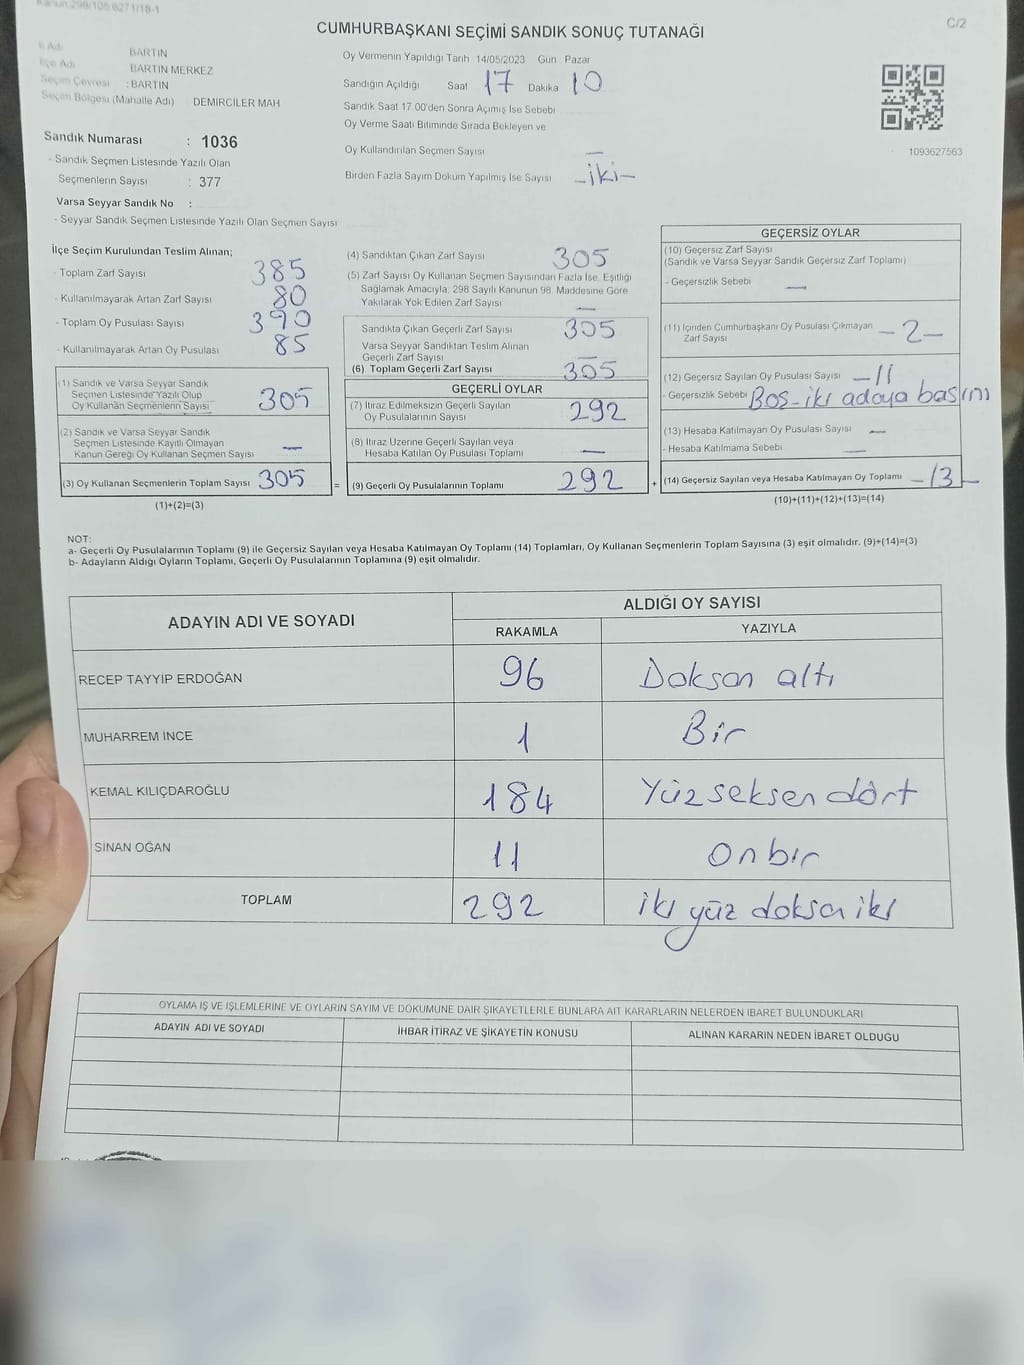 Kanun:298/105 6271/18-1
CUMHURBAŞKANI SEÇİMİ SANDIK SONUÇ TUTANAĞI
C/2
İl Adı BARTIN
İlçe Adı BARTIN MERKEZ
Seçim Çevresi : BARTIN
Seçim Bölgesi (Mahalle Adı) DEMİRCİLER MAH
Sandık Numarası : 1036
- Sandık Seçmen Listesinde Yazılı Olan
Seçmenlerin Sayısı : 377
Varsa Seyyar Sandık No :
- Seyyar Sandık Seçmen Listesinde Yazılı Olan Seçmen Sayısı
Oy Vermenin Yapıldığı Tarih 14/05/2023 Gün Pazar
Sandığın Açıldığı Saat 17 Dakika 10
Sandık Saat 17.00'den Sonra Açımış İse Sebebi
Oy Verme Saati Bitiminde Sırada Bekleyen ve
Oy Kullandırılan Seçmen Sayısı —
Birden Fazla Sayım Döküm Yapılmış İse Sayısı -iki-
1093627563
İlçe Seçim Kurulundan Teslim Alınan;
- Toplam Zarf Sayısı 385
- Kullanılmayarak Artan Zarf Sayısı 80
- Toplam Oy Pusulası Sayısı 390
- Kullanılmayarak Artan Oy Pusulası 85
(1) Sandık ve Varsa Seyyar Sandık
Seçmen Listesinde Yazılı Olup
Oy Kullanan Seçmenlerin Sayısı 305
(2) Sandık ve Varsa Seyyar Sandık
Seçmen Listesinde Kayıtlı Olmayan
Kanun Gereği Oy Kullanan Seçmen Sayısı —
(3) Oy Kullanan Seçmenlerin Toplam Sayısı 305
(1)+(2)=(3)
=
(4) Sandıktan Çıkan Zarf Sayısı 305
(5) Zarf Sayısı Oy Kullanan Seçmen Sayısından Fazla İse, Eşitliği
Sağlamak Amacıyla; 298 Sayılı Kanunun 98. Maddesine Göre
Yakılarak Yok Edilen Zarf Sayısı —
Sandıkta Çıkan Geçerli Zarf Sayısı 305
Varsa Seyyar Sandıktan Teslim Alınan
Geçerli Zarf Sayısı —
(6) Toplam Geçerli Zarf Sayısı 305
GEÇERLİ OYLAR
(7) İtiraz Edilmeksizin Geçerli Sayılan
Oy Pusulalarının Sayısı 292
(8) İtiraz Üzerine Geçerli Sayılan veya
Hesaba Katılan Oy Pusulası Toplamı —
(9) Geçerli Oy Pusulalarının Toplamı 292
+
GEÇERSİZ OYLAR
(10) Geçersiz Zarf Sayısı
(Sandık ve Varsa Seyyar Sandık Geçersiz Zarf Toplamı)
- Geçersizlik Sebebi —
(11) İçinden Cumhurbaşkanı Oy Pusulası Çıkmayan
Zarf Sayısı -2-
(12) Geçersiz Sayılan Oy Pusulası Sayısı -11
- Geçersizlik Sebebi Boş-iki adaya basımı
(13) Hesaba Katılmayan Oy Pusulası Sayısı —
- Hesaba Katılmama Sebebi —
(14) Geçersiz Sayılan veya Hesaba Katılmayan Oy Toplamı -13-
(10)+(11)+(12)+(13)=(14)
NOT:
a- Geçerli Oy Pusulalarının Toplamı (9) ile Geçersiz Sayılan veya Hesaba Katılmayan Oy Toplamı (14) Toplamları, Oy Kullanan Seçmenlerin Toplam Sayısına (3) eşit olmalıdır. (9)+(14)=(3)
b- Adayların Aldığı Oyların Toplamı, Geçerli Oy Pusulalarının Toplamına (9) eşit olmalıdır.
ADAYIN ADI VE SOYADI ALDIĞI OY SAYISI
RAKAMLA YAZIYLA
RECEP TAYYIP ERDOĞAN 96 Doksan altı
MUHARREM İNCE 1 Bir
KEMAL KILIÇDAROĞLU 184 Yüzseksen dört
SİNAN OĞAN 11 Onbir
TOPLAM 292 iki yüz doksan iki
OYLAMA İŞ VE İŞLEMLERİNE VE OYLARIN SAYIM VE DÖKÜMÜNE DAİR ŞİKAYETLERLE BUNLARA AİT KARARLARIN NELERDEN İBARET BULUNDUKLARI
ADAYIN ADI VE SOYADI İHBAR İTİRAZ VE ŞİKAYETİN KONUSU ALINAN KARARIN NEDEN İBARET OLDUĞU